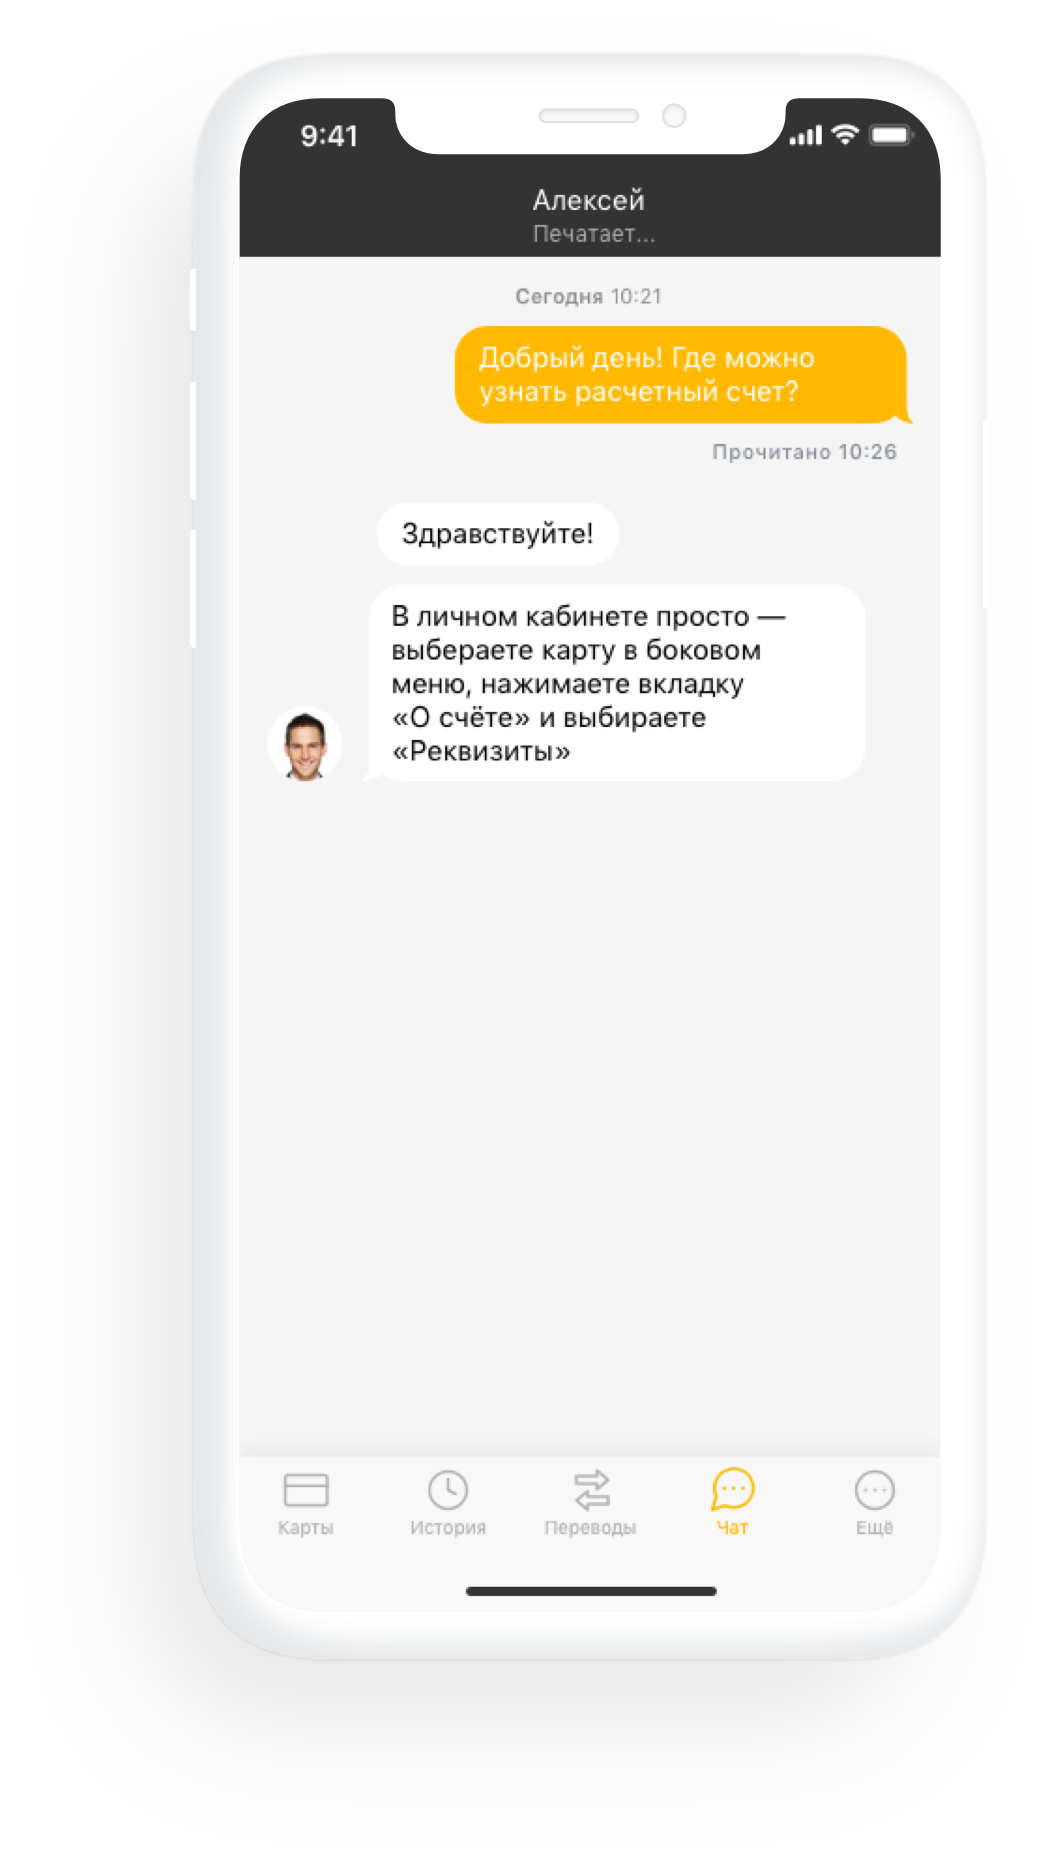 9:41
Алексей
Печатает...
Сегодня 10:21
Добрый день! Где можно
узнать расчетный счет?
Прочитано 10:26
Здравствуйте!
В личном кабинете просто —
выбераете карту в боковом
меню, нажимаете вкладку
«О счёте» и выбираете
«Реквизиты»
Карты
История
Переводы
Чат
Ещё